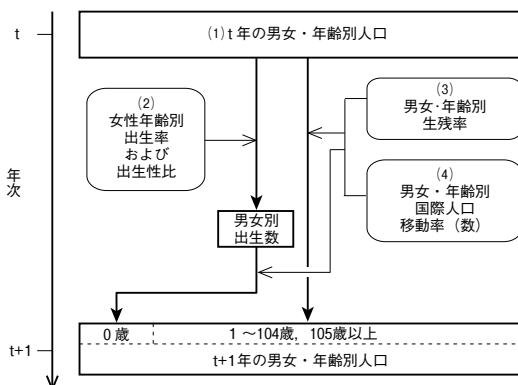 t
(1) t 年の男女・年齢別人口
(2)
女性年齢別
出生率
および
出生性比
(3)
男女・年齢別
生残率
(4)
男女・年齢別
国際人口
移動率（数）
年次
男女別
出生数
0 歳
1 ～104歳，105歳以上
t+1
t+1年の男女・年齢別人口